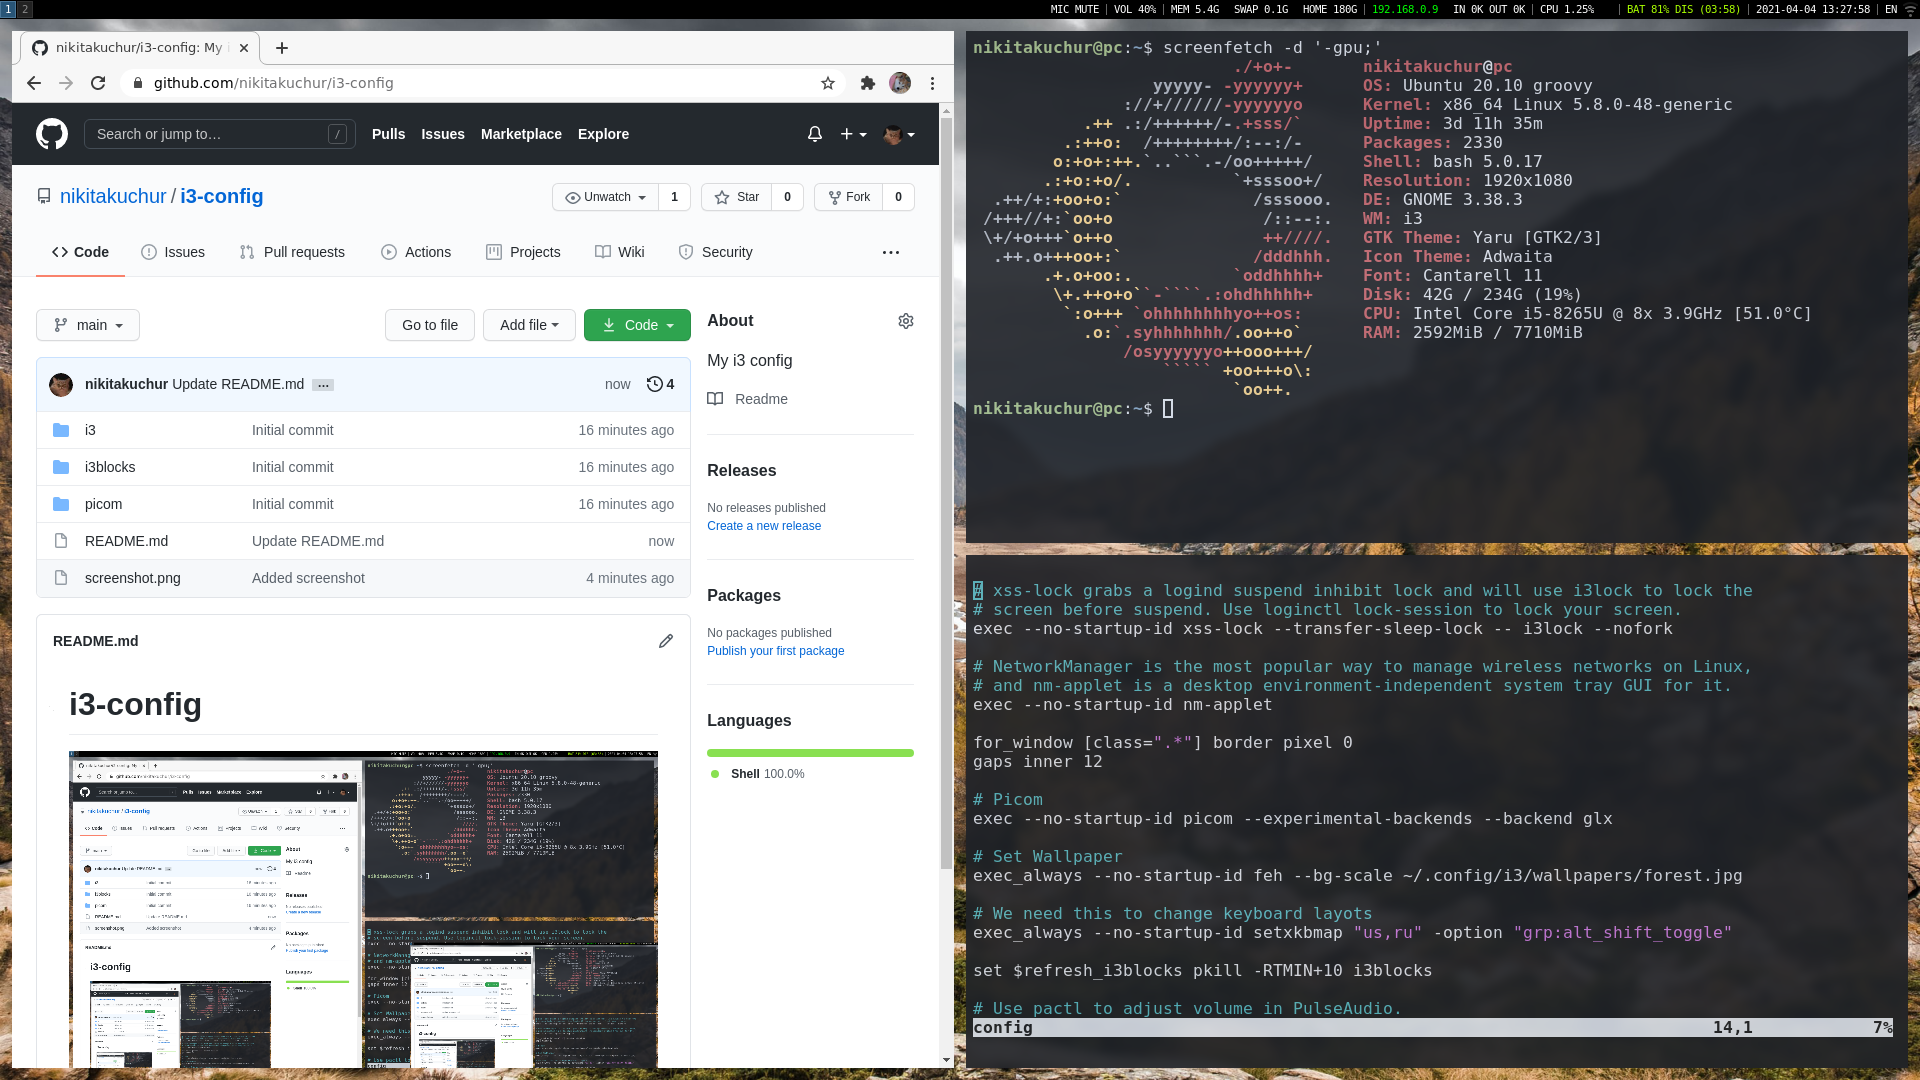 1 2
MIC MUTE | VOL 40% | MEM 5.4G SWAP 0.1G HOME 180G | 192.168.0.9 IN 0K OUT 0K | CPU 1.25% | BAT 81% DIS (03:58) | 2021-04-04 13:27:58 | EN
nikitakuchur/i3-config: My i
github.com/nikitakuchur/i3-config
Search or jump to… /
Pulls Issues Marketplace Explore
nikitakuchur / i3-config
Unwatch 1 Star 0 Fork 0
Code Issues Pull requests Actions Projects Wiki Security
main Go to file Add file Code
nikitakuchur Update README.md … now 4
i3 Initial commit 16 minutes ago
i3blocks Initial commit 16 minutes ago
picom Initial commit 16 minutes ago
README.md Update README.md now
screenshot.png Added screenshot 4 minutes ago
README.md
i3-config
About
My i3 config
Readme
Releases
No releases published
Create a new release
Packages
No packages published
Publish your first package
Languages
Shell 100.0%
nikitakuchur@pc:~$ screenfetch -d '-gpu;'
nikitakuchur@pc
OS: Ubuntu 20.10 groovy
Kernel: x86_64 Linux 5.8.0-48-generic
Uptime: 3d 11h 35m
Packages: 2330
Shell: bash 5.0.17
Resolution: 1920x1080
DE: GNOME 3.38.3
WM: i3
GTK Theme: Yaru [GTK2/3]
Icon Theme: Adwaita
Font: Cantarell 11
Disk: 42G / 234G (19%)
CPU: Intel Core i5-8265U @ 8x 3.9GHz [51.0°C]
RAM: 2592MiB / 7710MiB
nikitakuchur@pc:~$
# xss-lock grabs a logind suspend inhibit lock and will use i3lock to lock the
# screen before suspend. Use loginctl lock-session to lock your screen.
exec --no-startup-id xss-lock --transfer-sleep-lock -- i3lock --nofork
# NetworkManager is the most popular way to manage wireless networks on Linux,
# and nm-applet is a desktop environment-independent system tray GUI for it.
exec --no-startup-id nm-applet
for_window [class=".*"] border pixel 0
gaps inner 12
# Picom
exec --no-startup-id picom --experimental-backends --backend glx
# Set Wallpaper
exec_always --no-startup-id feh --bg-scale ~/.config/i3/wallpapers/forest.jpg
# We need this to change keyboard layots
exec_always --no-startup-id setxkbmap "us,ru" -option "grp:alt_shift_toggle"
set $refresh_i3blocks pkill -RTMIN+10 i3blocks
# Use pactl to adjust volume in PulseAudio.
config 14,1 7%